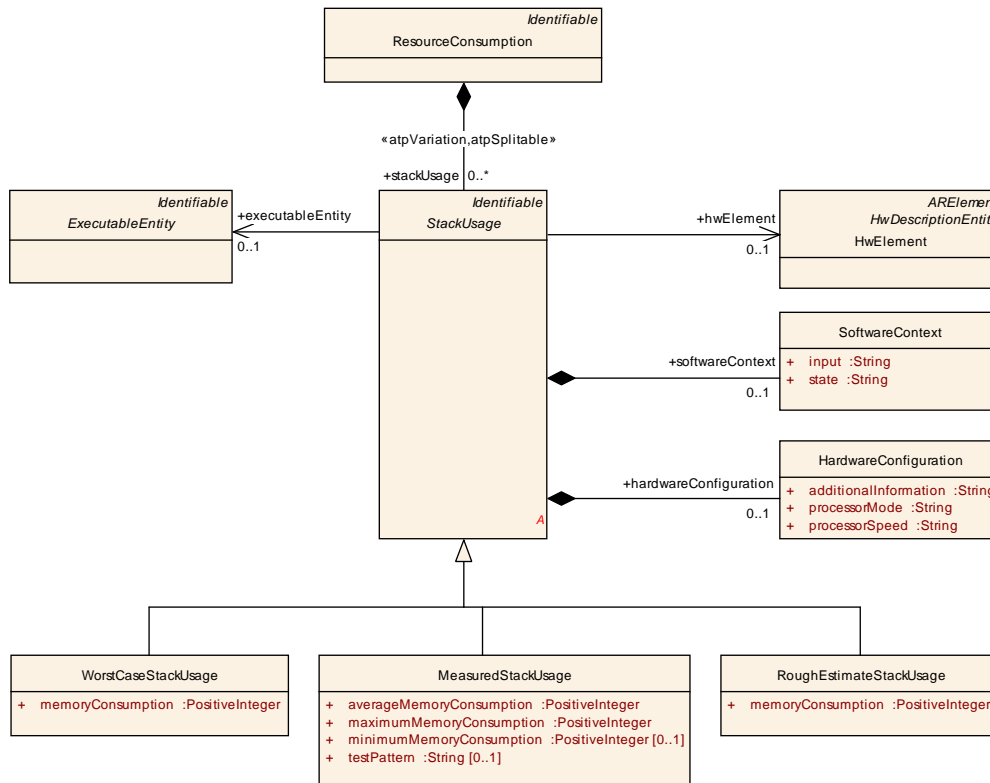 Identifiable
ResourceConsumption
«atpVariation,atpSplitable»
+stackUsage 0..*
Identifiable
ExecutableEntity
+executableEntity
0..1
Identifiable
StackUsage
A
+hwElement
0..1
ARElemen
HwDescriptionEntit
HwElement
+softwareContext
0..1
SoftwareContext
+ input :String
+ state :String
+hardwareConfiguration
0..1
HardwareConfiguration
+ additionalInformation :String
+ processorMode :String
+ processorSpeed :String
WorstCaseStackUsage
+ memoryConsumption :PositiveInteger
MeasuredStackUsage
+ averageMemoryConsumption :PositiveInteger
+ maximumMemoryConsumption :PositiveInteger
+ minimumMemoryConsumption :PositiveInteger [0..1]
+ testPattern :String [0..1]
RoughEstimateStackUsage
+ memoryConsumption :PositiveInteger